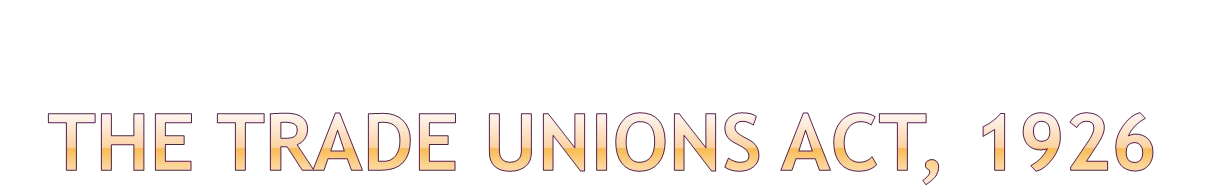 THE TRADE UNIONS ACT, 1926